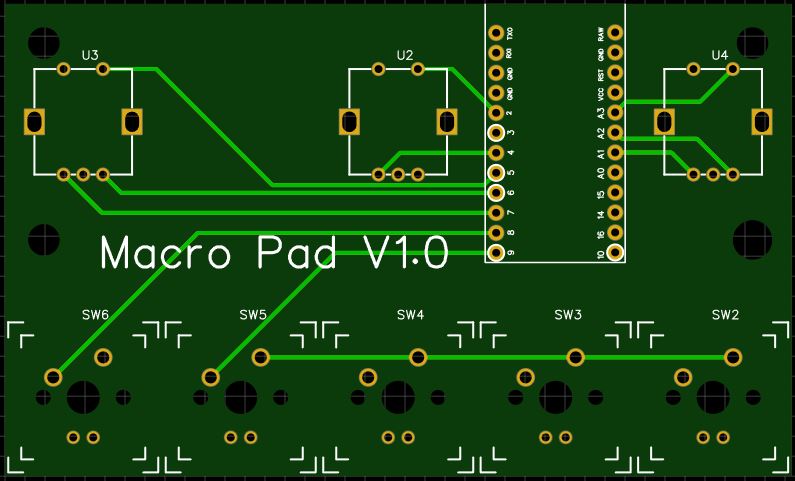 U3
U2
U4
TXO
RXI
GND
GND
2
3
4
5
6
7
8
9
RAW
GND
RST
VCC
A3
A2
A1
A0
15
14
16
10
Macro Pad V1.0
SW6
SW5
SW4
SW3
SW2